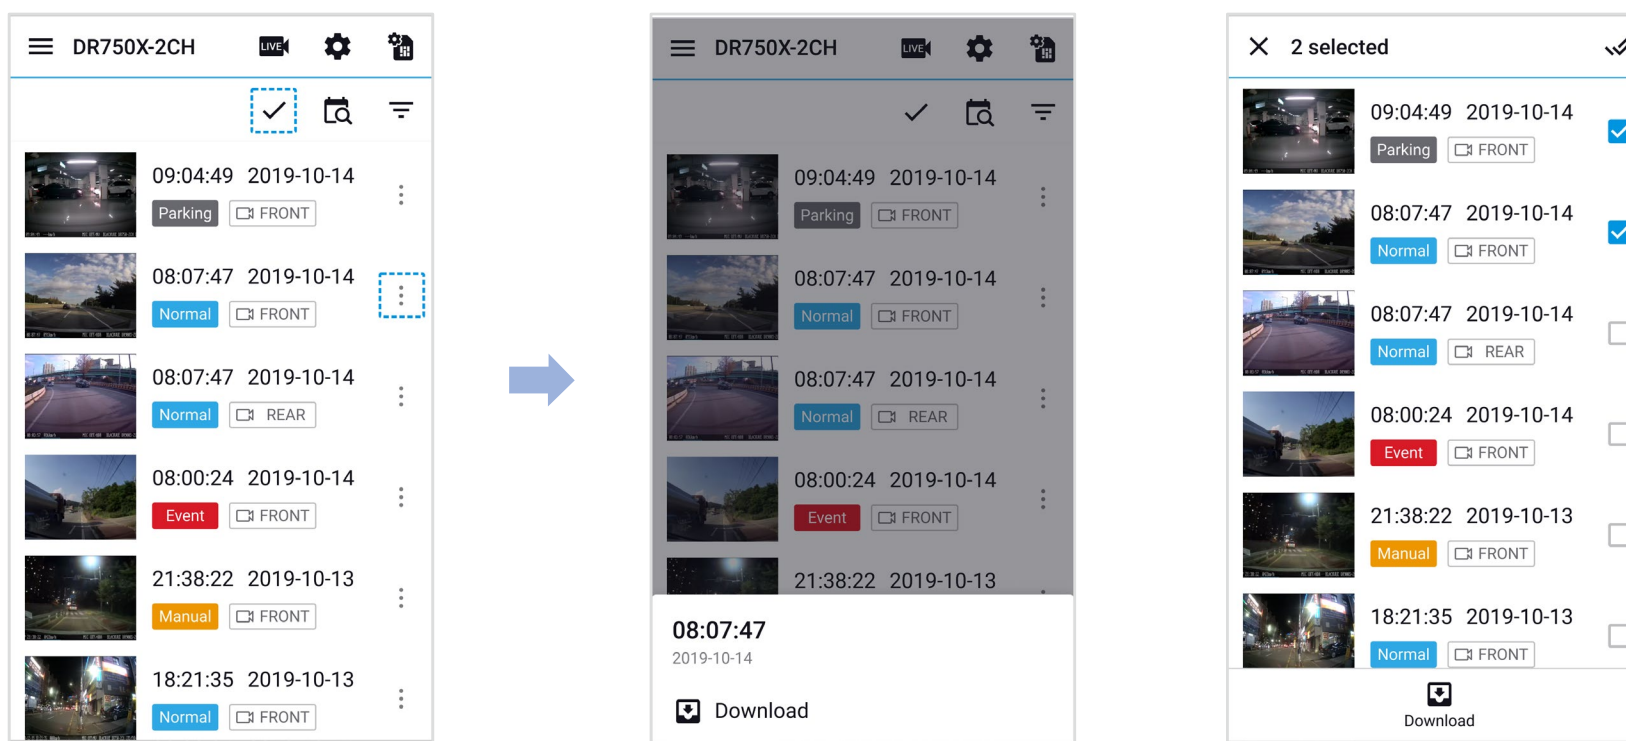 DR750X-2CH
LIVE
09:04:49 2019-10-14
Parking FRONT
08:07:47 2019-10-14
Normal FRONT
08:07:47 2019-10-14
Normal REAR
08:00:24 2019-10-14
Event FRONT
21:38:22 2019-10-13
Manual FRONT
18:21:35 2019-10-13
Normal FRONT
DR750X-2CH
LIVE
09:04:49 2019-10-14
Parking FRONT
08:07:47 2019-10-14
Normal FRONT
08:07:47 2019-10-14
Normal REAR
08:00:24 2019-10-14
Event FRONT
21:38:22 2019-10-13
08:07:47
2019-10-14
Download
2 selected
09:04:49 2019-10-14
Parking FRONT
08:07:47 2019-10-14
Normal FRONT
08:07:47 2019-10-14
Normal REAR
08:00:24 2019-10-14
Event FRONT
21:38:22 2019-10-13
Manual FRONT
18:21:35 2019-10-13
Normal FRONT
Download